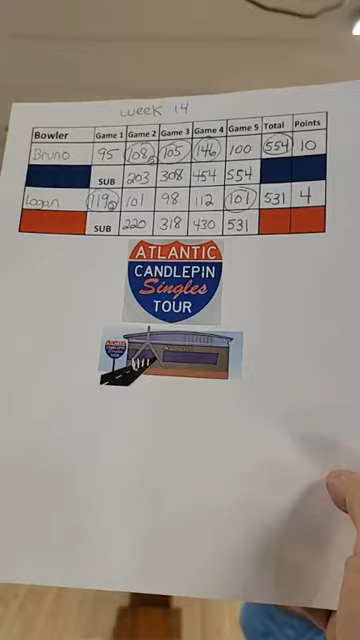 Week 14
Bowler Game 1 Game 2 Game 3 Game 4 Game 5 Total Points
Bruno 95 108 2 105 146 100 554 10
SUB 203 308 454 554
Logan 119 2 101 98 112 101 531 4
SUB 220 318 430 531
ATLANTIC
CANDLEPIN
Singles
TOUR